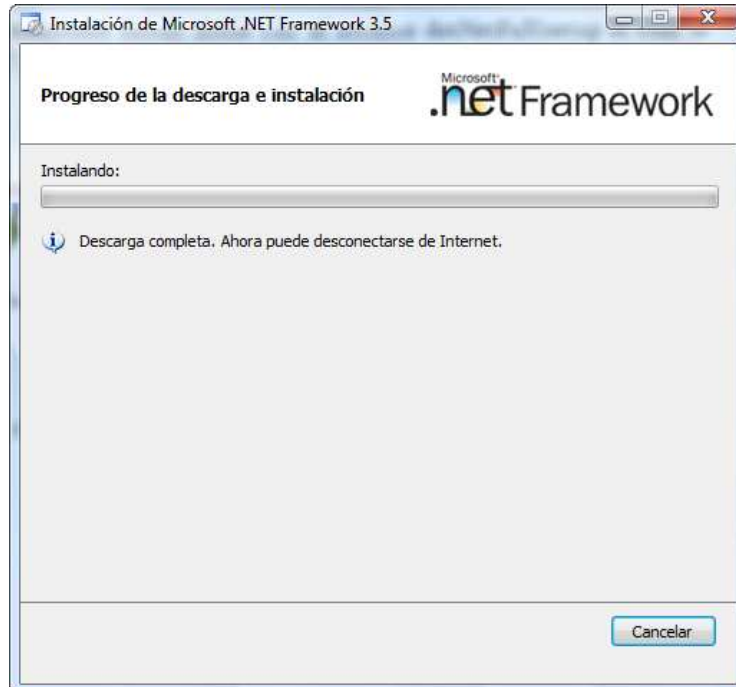 Instalación de Microsoft .NET Framework 3.5
Progreso de la descarga e instalación
Microsoft
.net Framework
Instalando:
Descarga completa. Ahora puede desconectarse de Internet.
Cancelar